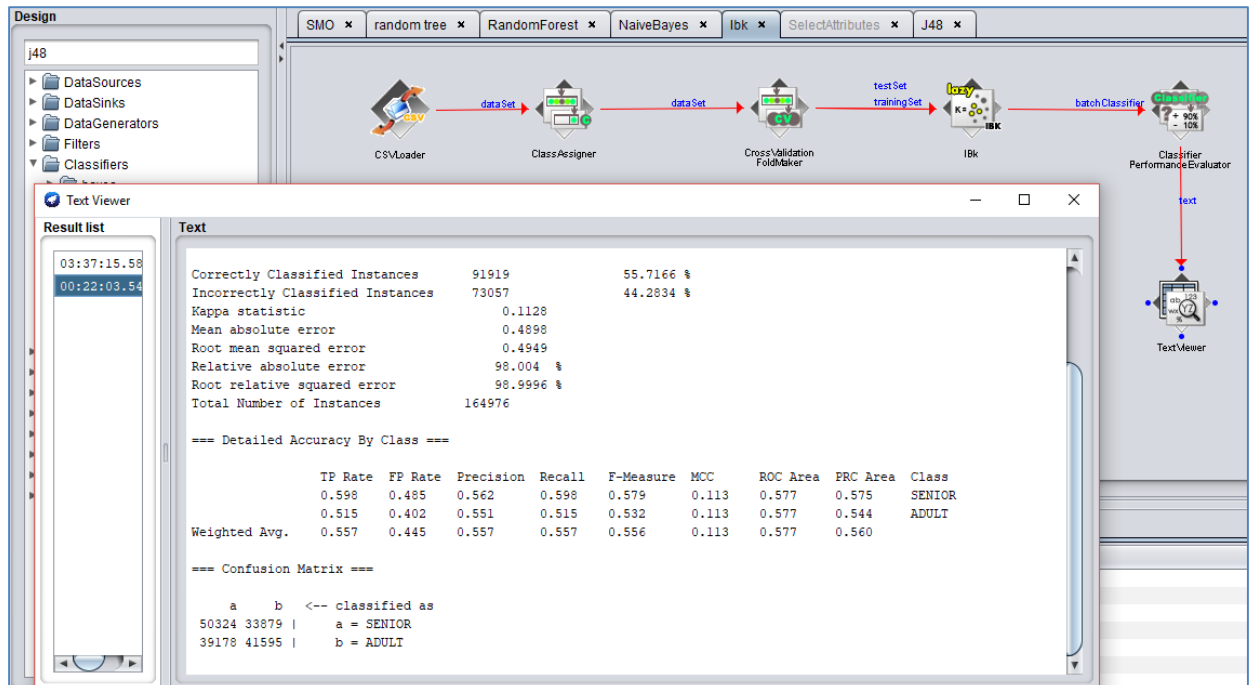 Design
SMO × random tree × RandomForest × NaiveBayes × Ibk × SelectAttributes × J48 ×
j48
DataSources
DataSinks
DataGenerators
Filters
Classifiers
dataSet
dataSet
testSet
trainingSet
batchClassifier
CSV
C
CV
lazy
K=
IBK
Classifier
? + 90%
- 10%
CSVLoader
ClassAssigner
CrossValidation
FoldMaker
IBk
Classifier
PerformanceEvaluator
text
TextViewer
Text Viewer
Result list
Text
03:37:15.58
00:22:03.54
Correctly Classified Instances 91919 55.7166 %
Incorrectly Classified Instances 73057 44.2834 %
Kappa statistic 0.1128
Mean absolute error 0.4898
Root mean squared error 0.4949
Relative absolute error 98.004 %
Root relative squared error 98.9996 %
Total Number of Instances 164976
=== Detailed Accuracy By Class ===
TP Rate FP Rate Precision Recall F-Measure MCC ROC Area PRC Area Class
0.598 0.485 0.562 0.598 0.579 0.113 0.577 0.575 SENIOR
0.515 0.402 0.551 0.515 0.532 0.113 0.577 0.544 ADULT
Weighted Avg. 0.557 0.445 0.557 0.557 0.556 0.113 0.577 0.560
=== Confusion Matrix ===
a b <-- classified as
50324 33879 | a = SENIOR
39178 41595 | b = ADULT